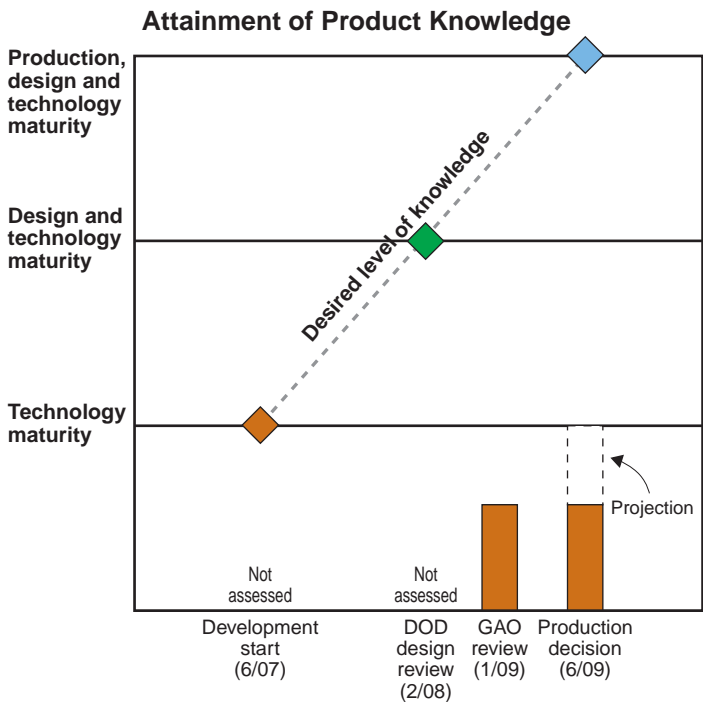 Attainment of Product Knowledge
Production,
design and
technology
maturity
Design and
technology
maturity
Technology
maturity
Desired level of knowledge
Projection
Not
assessed
Not
assessed
Development
start
(6/07)
DOD
design
review
(2/08)
GAO
review
(1/09)
Production
decision
(6/09)